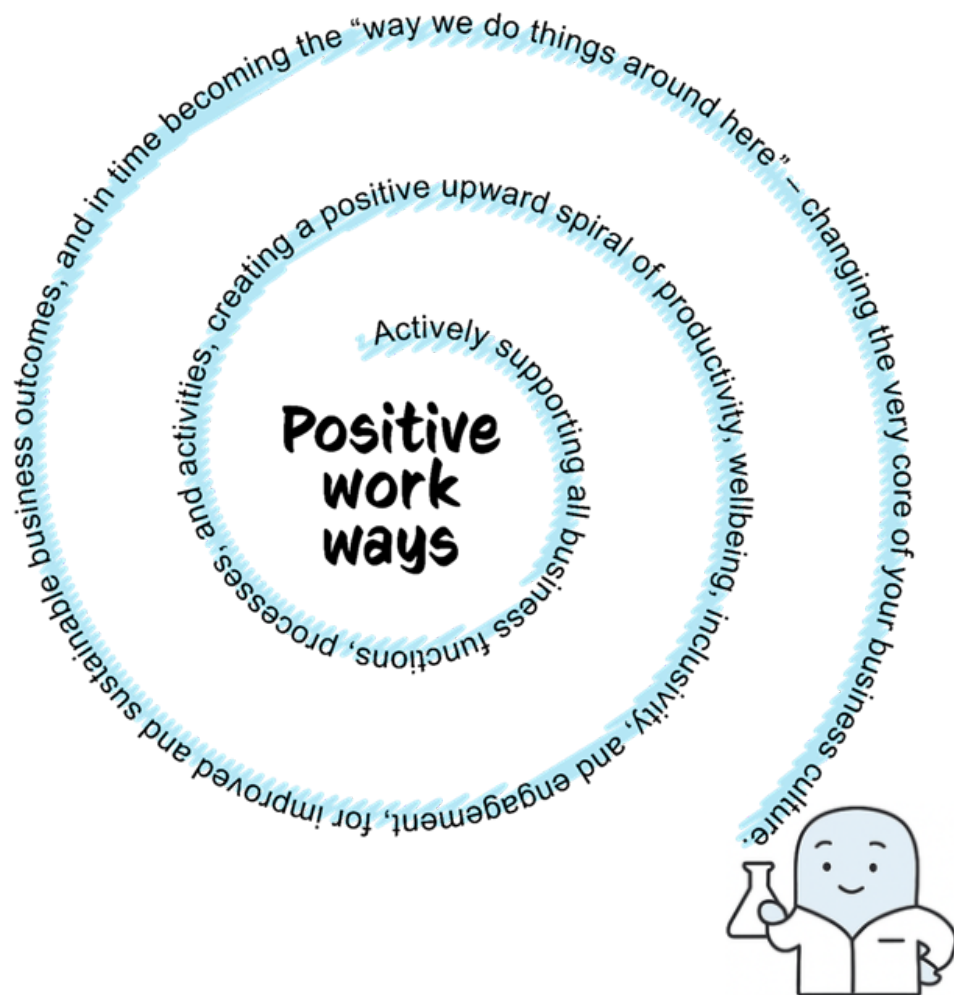 Positive
work
ways
Actively supporting all business functions, processes, and activities, creating a positive upward spiral of productivity, wellbeing, inclusivity, and engagement, for improved and sustainable business outcomes, and in time becoming the “way we do things around here” – changing the very core of your business culture.